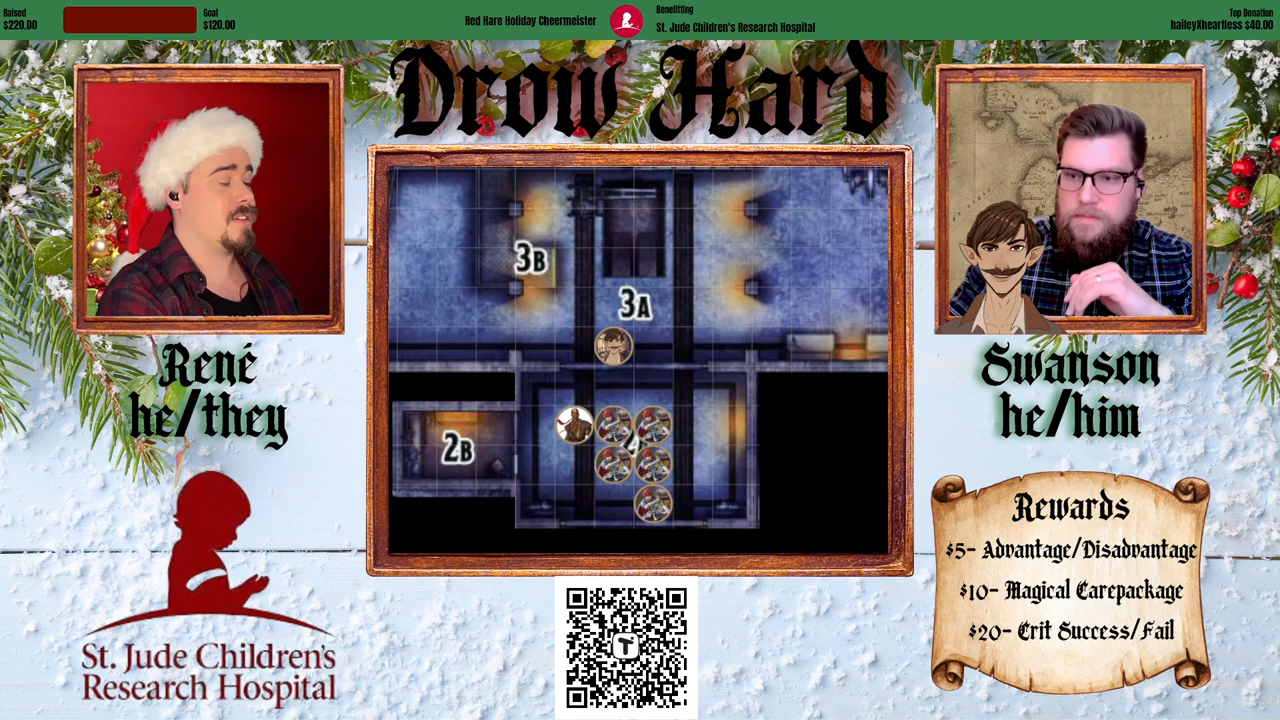 Raised
$220.00
Goal
$120.00
Red Hare Holiday Cheermeister
Benefitting
St. Jude Children's Research Hospital
Top Donation
haileyXheartless $40.00
Drow Hard
3B
3A
2B
René
he/they
Swanson
he/him
St. Jude Children's
Research Hospital
T
Rewards
$5- Advantage/Disadvantage
$10- Magical Carepackage
$20- Crit Success/Fail